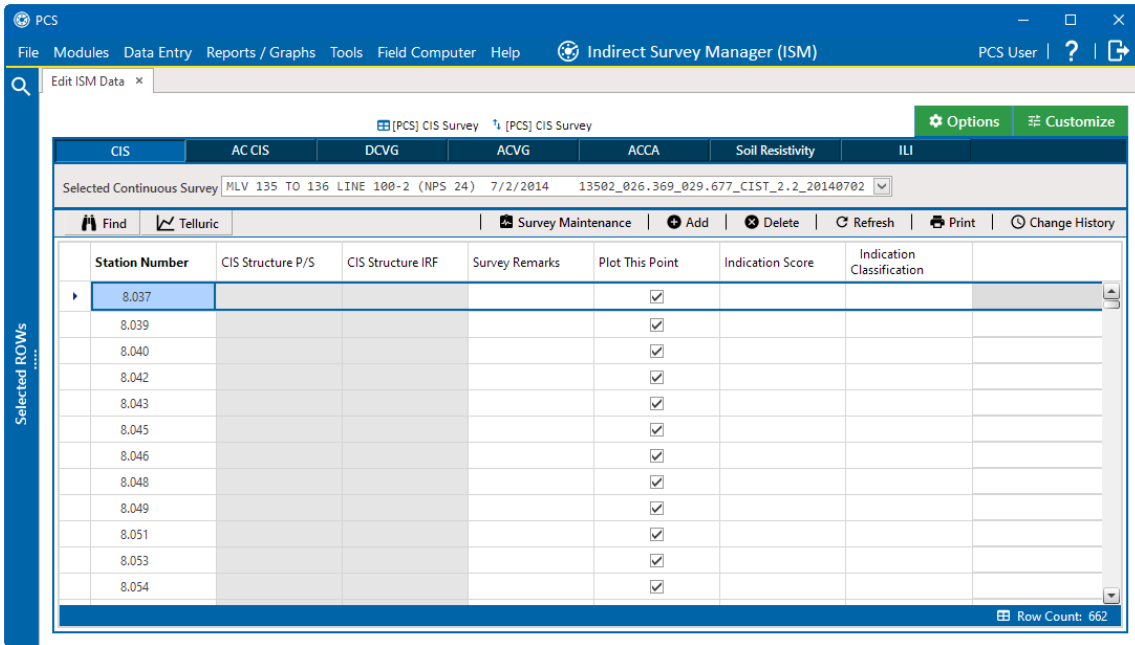 PCS
File Modules Data Entry Reports / Graphs Tools Field Computer Help Indirect Survey Manager (ISM) PCS User | ? |
Edit ISM Data ×
[PCS] CIS Survey [PCS] CIS Survey
Options Customize
CIS AC CIS DCVG ACVG ACCA Soil Resistivity ILI
Selected Continuous Survey MLV 135 TO 136 LINE 100-2 (NPS 24) 7/2/2014 13502_026.369_029.677_CIST_2.2_20140702
Find Telluric | Survey Maintenance | Add | Delete | Refresh | Print | Change History
Station Number CIS Structure P/S CIS Structure IRF Survey Remarks Plot This Point Indication Score Indication Classification
8.037
8.039
8.040
8.042
8.043
8.045
8.046
8.048
8.049
8.051
8.053
8.054
Selected ROWs
Row Count: 662